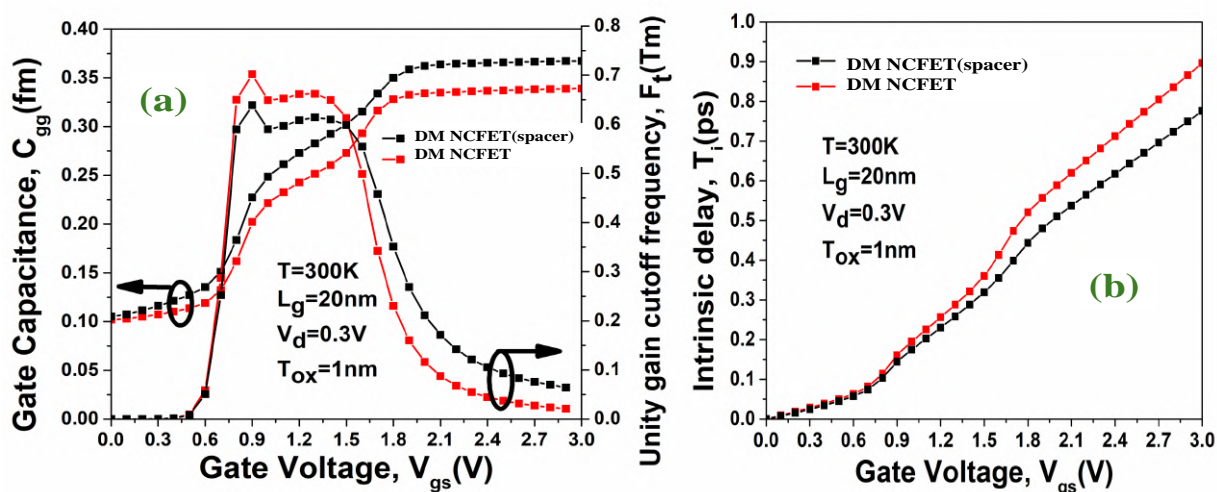 0.40
0.35
0.30
0.25
0.20
0.15
0.10
0.05
0.00
Gate Capacitance, Cgg(fm)
(a)
DM NCFET(spacer)
DM NCFET
T=300K
Lg=20nm
Vd=0.3V
Tox=1nm
0.8
0.7
0.6
0.5
0.4
0.3
0.2
0.1
0.0
Unity gain cutoff frequency, Ft(Tm)
0.0 0.3 0.6 0.9 1.2 1.5 1.8 2.1 2.4 2.7 3.0
Gate Voltage, Vgs(V)
1.0
0.9
0.8
0.7
0.6
0.5
0.4
0.3
0.2
0.1
0.0
Intrinsic delay, Ti(ps)
DM NCFET(spacer)
DM NCFET
T=300K
Lg=20nm
Vd=0.3V
Tox=1nm
(b)
0.0 0.3 0.6 0.9 1.2 1.5 1.8 2.1 2.4 2.7 3.0
Gate Voltage, Vgs(V)